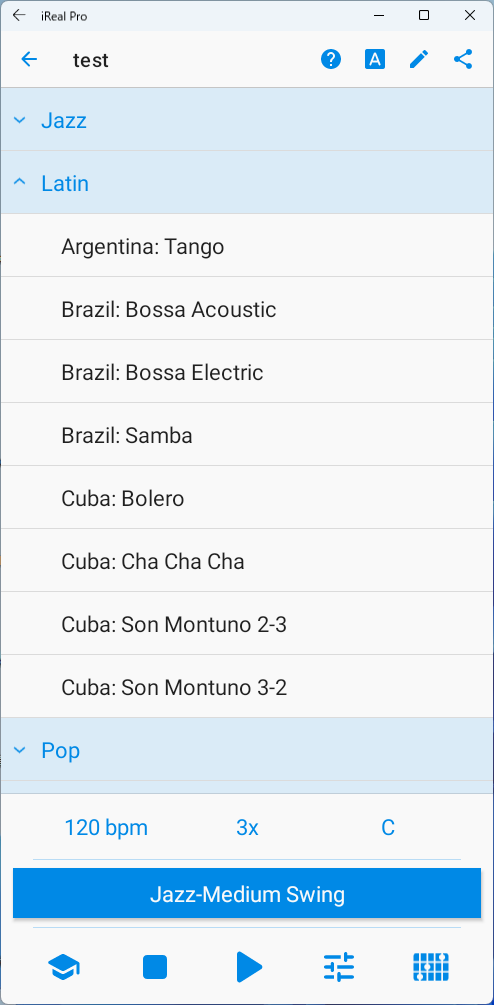 iReal Pro
test
A
Jazz
Latin
Argentina: Tango
Brazil: Bossa Acoustic
Brazil: Bossa Electric
Brazil: Samba
Cuba: Bolero
Cuba: Cha Cha Cha
Cuba: Son Montuno 2-3
Cuba: Son Montuno 3-2
Pop
120 bpm 3x C
Jazz-Medium Swing